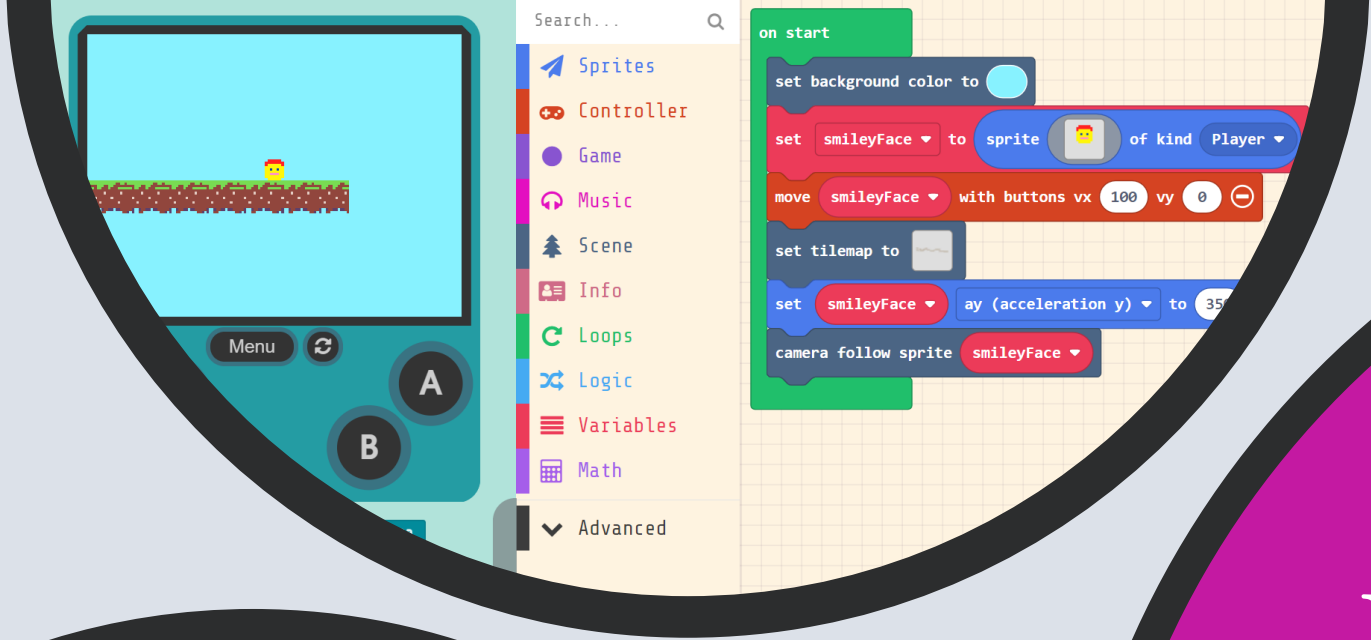 Search...
Sprites
Controller
Game
Music
Scene
Info
Loops
Logic
Variables
Math
Advanced
Menu
A
B
on start
set background color to
set smileyFace to sprite of kind Player
move smileyFace with buttons vx 100 vy 0
set tilemap to
set smileyFace ay (acceleration y) to
camera follow sprite smileyFace